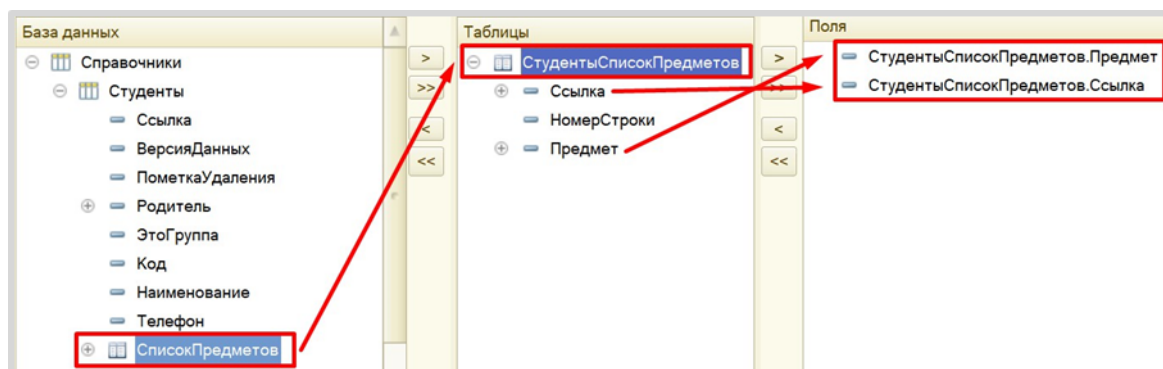 База данных
Справочники
Студенты
Ссылка
ВерсияДанных
ПометкаУдаления
Родитель
ЭтоГруппа
Код
Наименование
Телефон
СписокПредметов
>
>>
<
<<
Таблицы
СтудентыСписокПредметов
Ссылка
НомерСтроки
Предмет
>
>>
<
<<
Поля
СтудентыСписокПредметов.Предмет
СтудентыСписокПредметов.Ссылка